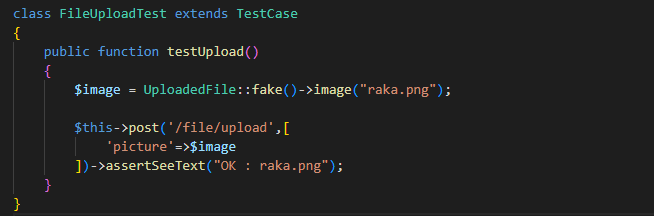 class FileUploadTest extends TestCase
{
    public function testUpload()
    {
        $image = UploadedFile::fake()->image("raka.png");

        $this->post('/file/upload',[
            'picture'=>$image
        ])->assertSeeText("OK : raka.png");
    }
}